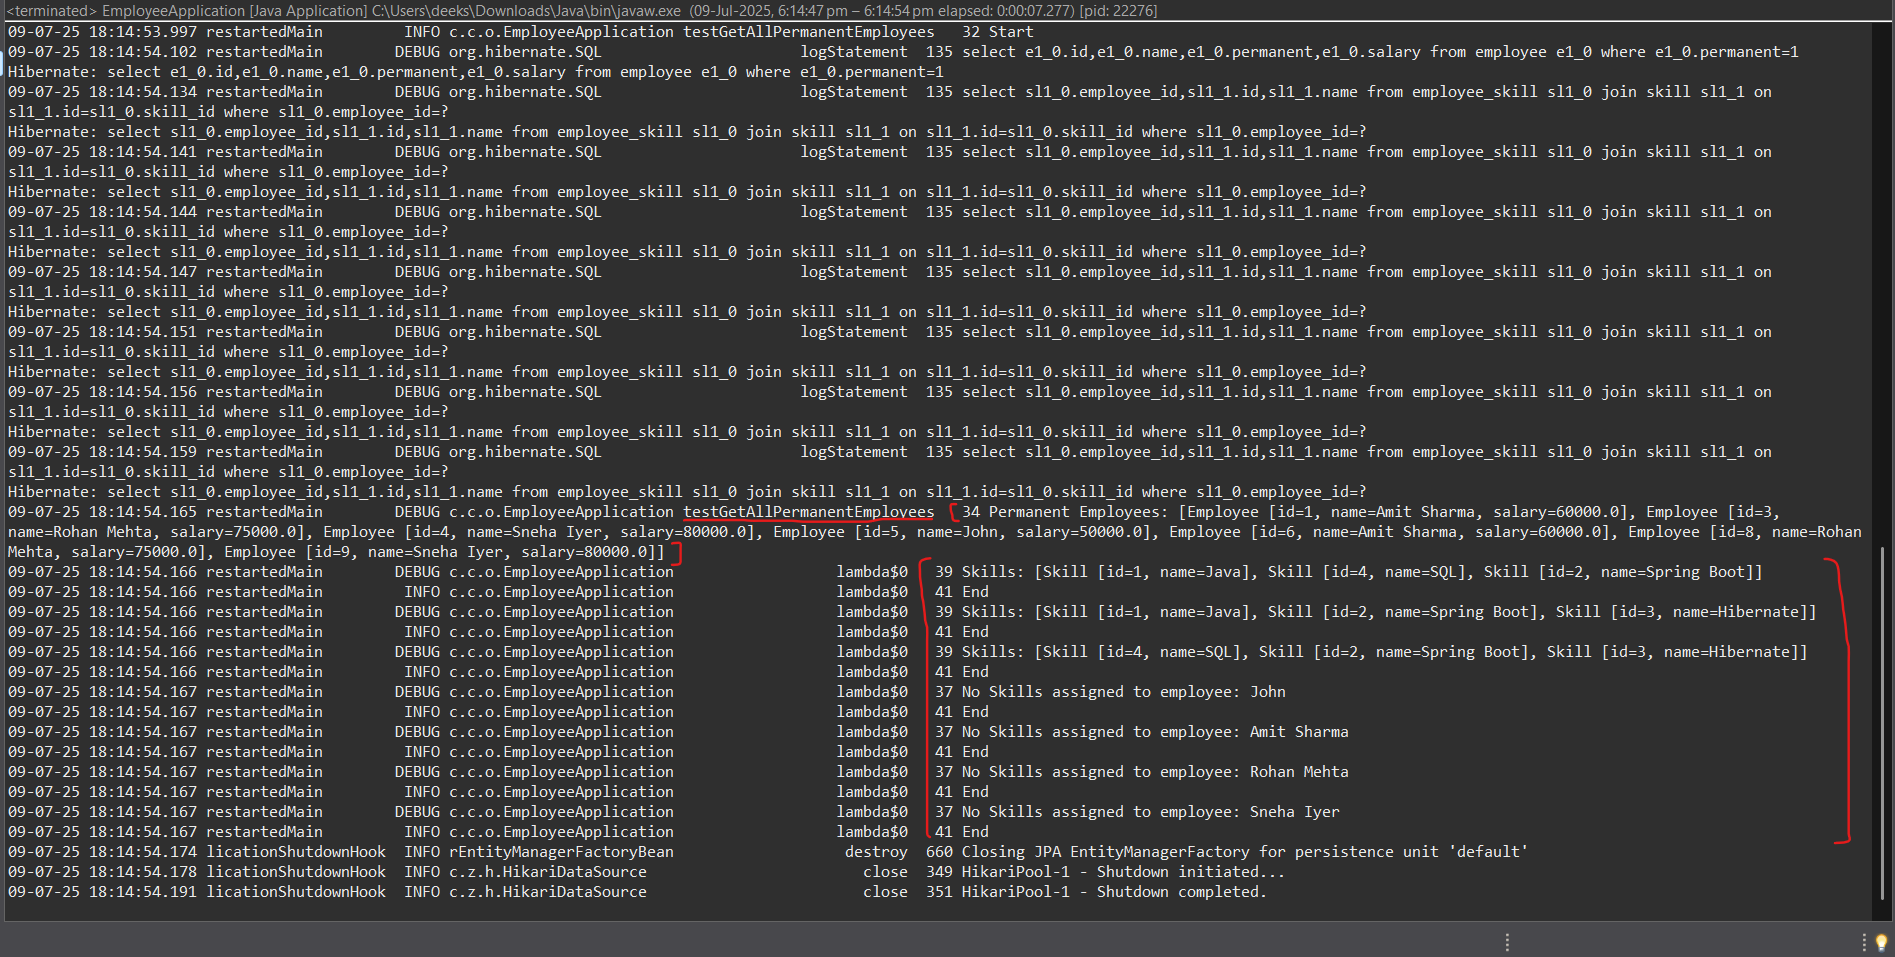 <terminated> EmployeeApplication [Java Application] C:\Users\deeks\Downloads\Java\bin\javaw.exe (09-Jul-2025, 6:14:47 pm – 6:14:54 pm elapsed: 0:00:07.277) [pid: 22276]
09-07-25 18:14:53.997 restartedMain INFO c.c.o.EmployeeApplication testGetAllPermanentEmployees 32 Start
09-07-25 18:14:54.102 restartedMain DEBUG org.hibernate.SQL logStatement 135 select e1_0.id,e1_0.name,e1_0.permanent,e1_0.salary from employee e1_0 where e1_0.permanent=1
Hibernate: select e1_0.id,e1_0.name,e1_0.permanent,e1_0.salary from employee e1_0 where e1_0.permanent=1
09-07-25 18:14:54.134 restartedMain DEBUG org.hibernate.SQL logStatement 135 select sl1_0.employee_id,sl1_1.id,sl1_1.name from employee_skill sl1_0 join skill sl1_1 on
sl1_1.id=sl1_0.skill_id where sl1_0.employee_id=?
Hibernate: select sl1_0.employee_id,sl1_1.id,sl1_1.name from employee_skill sl1_0 join skill sl1_1 on sl1_1.id=sl1_0.skill_id where sl1_0.employee_id=?
09-07-25 18:14:54.141 restartedMain DEBUG org.hibernate.SQL logStatement 135 select sl1_0.employee_id,sl1_1.id,sl1_1.name from employee_skill sl1_0 join skill sl1_1 on
sl1_1.id=sl1_0.skill_id where sl1_0.employee_id=?
Hibernate: select sl1_0.employee_id,sl1_1.id,sl1_1.name from employee_skill sl1_0 join skill sl1_1 on sl1_1.id=sl1_0.skill_id where sl1_0.employee_id=?
09-07-25 18:14:54.144 restartedMain DEBUG org.hibernate.SQL logStatement 135 select sl1_0.employee_id,sl1_1.id,sl1_1.name from employee_skill sl1_0 join skill sl1_1 on
sl1_1.id=sl1_0.skill_id where sl1_0.employee_id=?
Hibernate: select sl1_0.employee_id,sl1_1.id,sl1_1.name from employee_skill sl1_0 join skill sl1_1 on sl1_1.id=sl1_0.skill_id where sl1_0.employee_id=?
09-07-25 18:14:54.147 restartedMain DEBUG org.hibernate.SQL logStatement 135 select sl1_0.employee_id,sl1_1.id,sl1_1.name from employee_skill sl1_0 join skill sl1_1 on
sl1_1.id=sl1_0.skill_id where sl1_0.employee_id=?
Hibernate: select sl1_0.employee_id,sl1_1.id,sl1_1.name from employee_skill sl1_0 join skill sl1_1 on sl1_1.id=sl1_0.skill_id where sl1_0.employee_id=?
09-07-25 18:14:54.151 restartedMain DEBUG org.hibernate.SQL logStatement 135 select sl1_0.employee_id,sl1_1.id,sl1_1.name from employee_skill sl1_0 join skill sl1_1 on
sl1_1.id=sl1_0.skill_id where sl1_0.employee_id=?
Hibernate: select sl1_0.employee_id,sl1_1.id,sl1_1.name from employee_skill sl1_0 join skill sl1_1 on sl1_1.id=sl1_0.skill_id where sl1_0.employee_id=?
09-07-25 18:14:54.156 restartedMain DEBUG org.hibernate.SQL logStatement 135 select sl1_0.employee_id,sl1_1.id,sl1_1.name from employee_skill sl1_0 join skill sl1_1 on
sl1_1.id=sl1_0.skill_id where sl1_0.employee_id=?
Hibernate: select sl1_0.employee_id,sl1_1.id,sl1_1.name from employee_skill sl1_0 join skill sl1_1 on sl1_1.id=sl1_0.skill_id where sl1_0.employee_id=?
09-07-25 18:14:54.159 restartedMain DEBUG org.hibernate.SQL logStatement 135 select sl1_0.employee_id,sl1_1.id,sl1_1.name from employee_skill sl1_0 join skill sl1_1 on
sl1_1.id=sl1_0.skill_id where sl1_0.employee_id=?
Hibernate: select sl1_0.employee_id,sl1_1.id,sl1_1.name from employee_skill sl1_0 join skill sl1_1 on sl1_1.id=sl1_0.skill_id where sl1_0.employee_id=?
09-07-25 18:14:54.165 restartedMain DEBUG c.c.o.EmployeeApplication testGetAllPermanentEmployees 34 Permanent Employees: [Employee [id=1, name=Amit Sharma, salary=60000.0], Employee [id=3,
name=Rohan Mehta, salary=75000.0], Employee [id=4, name=Sneha Iyer, salary=80000.0], Employee [id=5, name=John, salary=50000.0], Employee [id=6, name=Amit Sharma, salary=60000.0], Employee [id=8, name=Rohan
Mehta, salary=75000.0], Employee [id=9, name=Sneha Iyer, salary=80000.0]]
09-07-25 18:14:54.166 restartedMain DEBUG c.c.o.EmployeeApplication lambda$0 39 Skills: [Skill [id=1, name=Java], Skill [id=4, name=SQL], Skill [id=2, name=Spring Boot]]
09-07-25 18:14:54.166 restartedMain INFO c.c.o.EmployeeApplication lambda$0 41 End
09-07-25 18:14:54.166 restartedMain DEBUG c.c.o.EmployeeApplication lambda$0 39 Skills: [Skill [id=1, name=Java], Skill [id=2, name=Spring Boot], Skill [id=3, name=Hibernate]]
09-07-25 18:14:54.166 restartedMain INFO c.c.o.EmployeeApplication lambda$0 41 End
09-07-25 18:14:54.166 restartedMain DEBUG c.c.o.EmployeeApplication lambda$0 39 Skills: [Skill [id=4, name=SQL], Skill [id=2, name=Spring Boot], Skill [id=3, name=Hibernate]]
09-07-25 18:14:54.166 restartedMain INFO c.c.o.EmployeeApplication lambda$0 41 End
09-07-25 18:14:54.167 restartedMain DEBUG c.c.o.EmployeeApplication lambda$0 37 No Skills assigned to employee: John
09-07-25 18:14:54.167 restartedMain INFO c.c.o.EmployeeApplication lambda$0 41 End
09-07-25 18:14:54.167 restartedMain DEBUG c.c.o.EmployeeApplication lambda$0 37 No Skills assigned to employee: Amit Sharma
09-07-25 18:14:54.167 restartedMain INFO c.c.o.EmployeeApplication lambda$0 41 End
09-07-25 18:14:54.167 restartedMain DEBUG c.c.o.EmployeeApplication lambda$0 37 No Skills assigned to employee: Rohan Mehta
09-07-25 18:14:54.167 restartedMain INFO c.c.o.EmployeeApplication lambda$0 41 End
09-07-25 18:14:54.167 restartedMain DEBUG c.c.o.EmployeeApplication lambda$0 37 No Skills assigned to employee: Sneha Iyer
09-07-25 18:14:54.167 restartedMain INFO c.c.o.EmployeeApplication lambda$0 41 End
09-07-25 18:14:54.174 licationShutdownHook INFO rEntityManagerFactoryBean destroy 660 Closing JPA EntityManagerFactory for persistence unit 'default'
09-07-25 18:14:54.178 licationShutdownHook INFO c.z.h.HikariDataSource close 349 HikariPool-1 - Shutdown initiated...
09-07-25 18:14:54.191 licationShutdownHook INFO c.z.h.HikariDataSource close 351 HikariPool-1 - Shutdown completed.